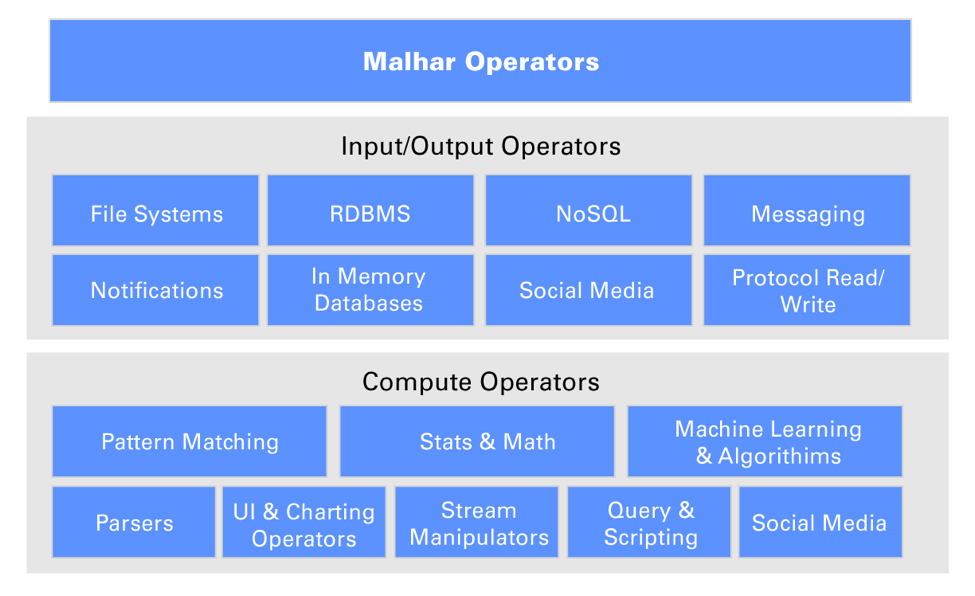 Malhar Operators
Input/Output Operators
File Systems
RDBMS
NoSQL
Messaging
Notifications
In Memory
Databases
Social Media
Protocol Read/
Write
Compute Operators
Pattern Matching
Stats & Math
Machine Learning
& Algorithims
Parsers
UI & Charting
Operators
Stream
Manipulators
Query &
Scripting
Social Media